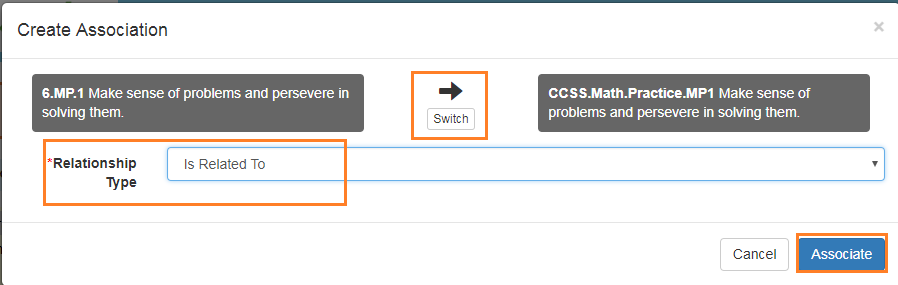 Create Association
×
6.MP.1 Make sense of problems and persevere in
solving them.
Switch
CCSS.Math.Practice.MP1 Make sense of
problems and persevere in solving them.
*Relationship
Type
Is Related To
Cancel
Associate